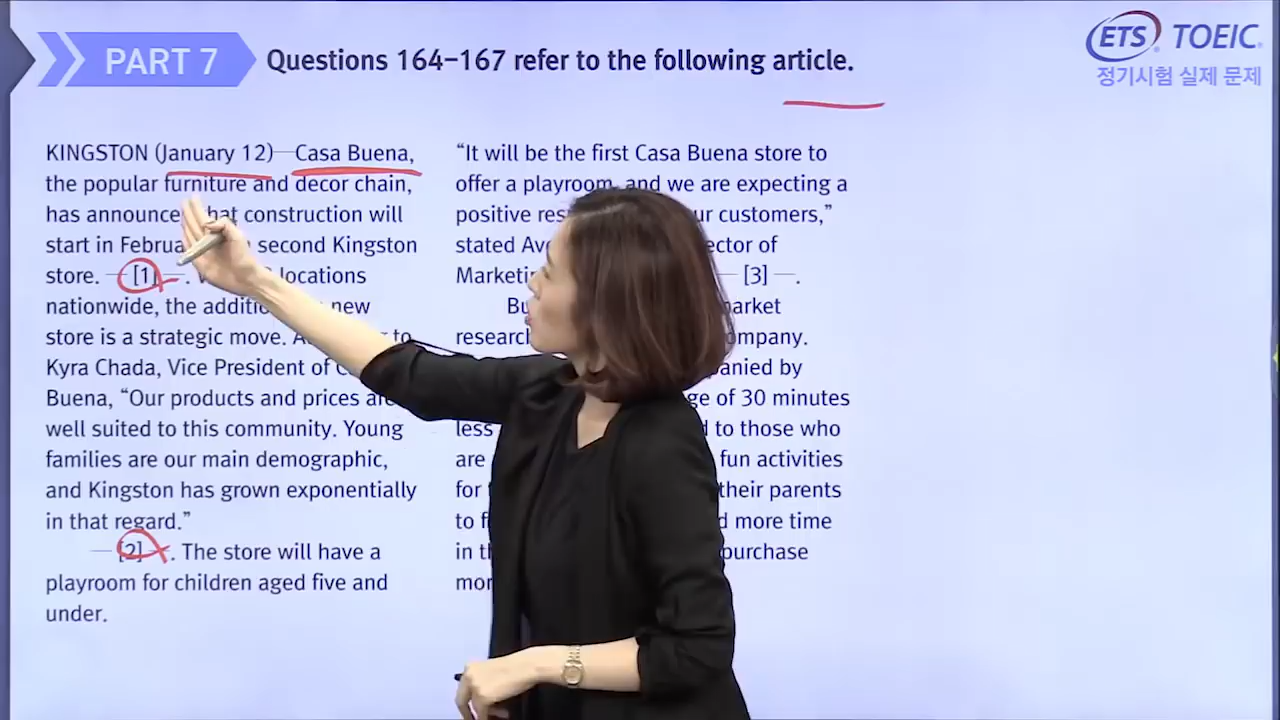 PART 7
Questions 164–167 refer to the following article.
ETS TOEIC
정기시험 실제 문제
KINGSTON (January 12)—Casa Buena,
the popular furniture and decor chain,
has announce hat construction will
start in Februa second Kingston
store. — [1] — . locations
nationwide, the additi new
store is a strategic move. A to
Kyra Chada, Vice President of C
Buena, “Our products and prices are
well suited to this community. Young
families are our main demographic,
and Kingston has grown exponentially
in that regard.”
— [2] — . The store will have a
playroom for children aged five and
under.
“It will be the first Casa Buena store to
offer a playroom, and we are expecting a
positive res ur customers,”
stated Av ector of
Marketi — [3] — .
Bu arket
research ompany.
panied by
ge of 30 minutes
less d to those who
are fun activities
for their parents
to f d more time
in t purchase
mor